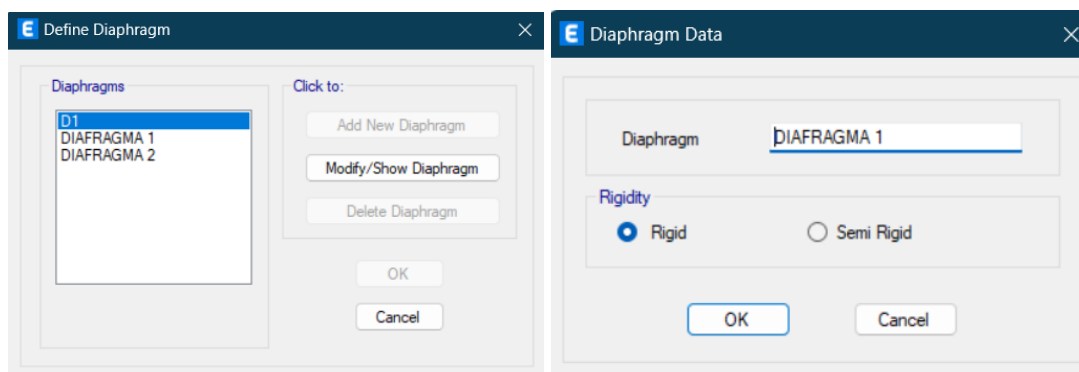 E Define Diaphragm
Diaphragms
D1
DIAFRAGMA 1
DIAFRAGMA 2
Click to:
Add New Diaphragm
Modify/Show Diaphragm
Delete Diaphragm
OK
Cancel
E Diaphragm Data
Diaphragm
DIAFRAGMA 1
Rigidity
Rigid
Semi Rigid
OK
Cancel